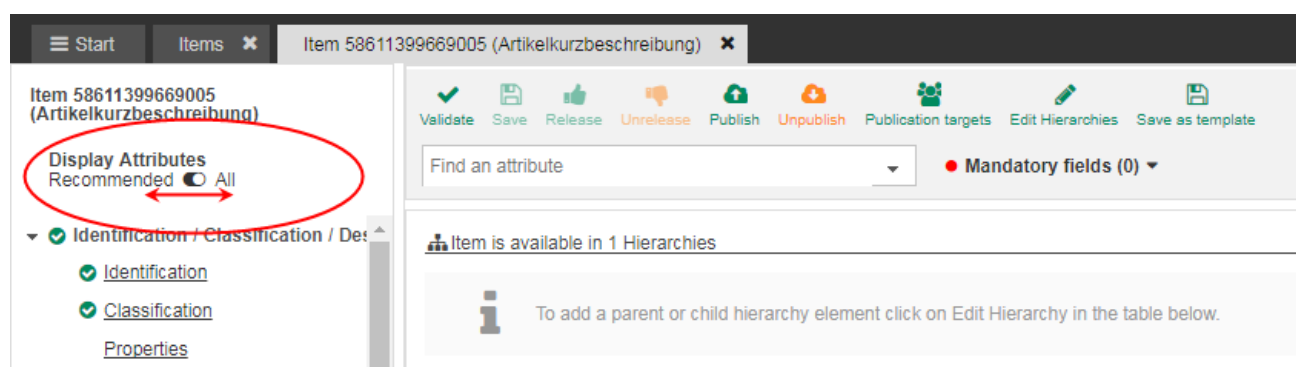 Start Items Item 58611399669005 (Artikelkurzbeschreibung)
Item 58611399669005
(Artikelkurzbeschreibung)
Display Attributes
Recommended All
Identification / Classification / Des
Identification
Classification
Properties
Validate Save Release Unrelease Publish Unpublish Publication targets Edit Hierarchies Save as template
Find an attribute
Mandatory fields (0)
Item is available in 1 Hierarchies
To add a parent or child hierarchy element click on Edit Hierarchy in the table below.